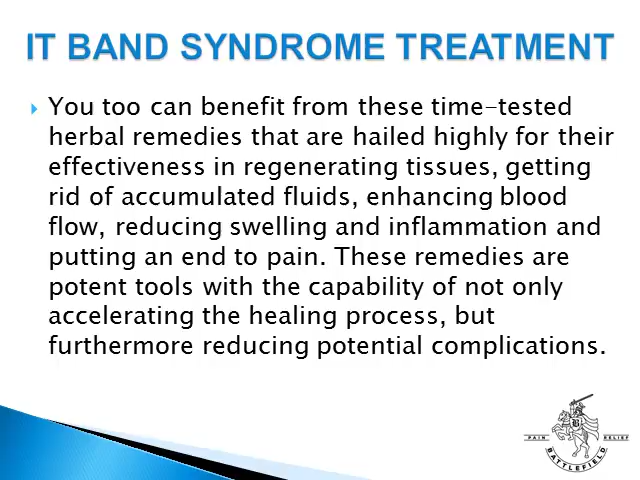 IT BAND SYNDROME TREATMENT
You too can benefit from these time-tested
herbal remedies that are hailed highly for their
effectiveness in regenerating tissues, getting
rid of accumulated fluids, enhancing blood
flow, reducing swelling and inflammation and
putting an end to pain. These remedies are
potent tools with the capability of not only
accelerating the healing process, but
furthermore reducing potential complications.
B
PAIN RELIEF
BATTLEFIELD